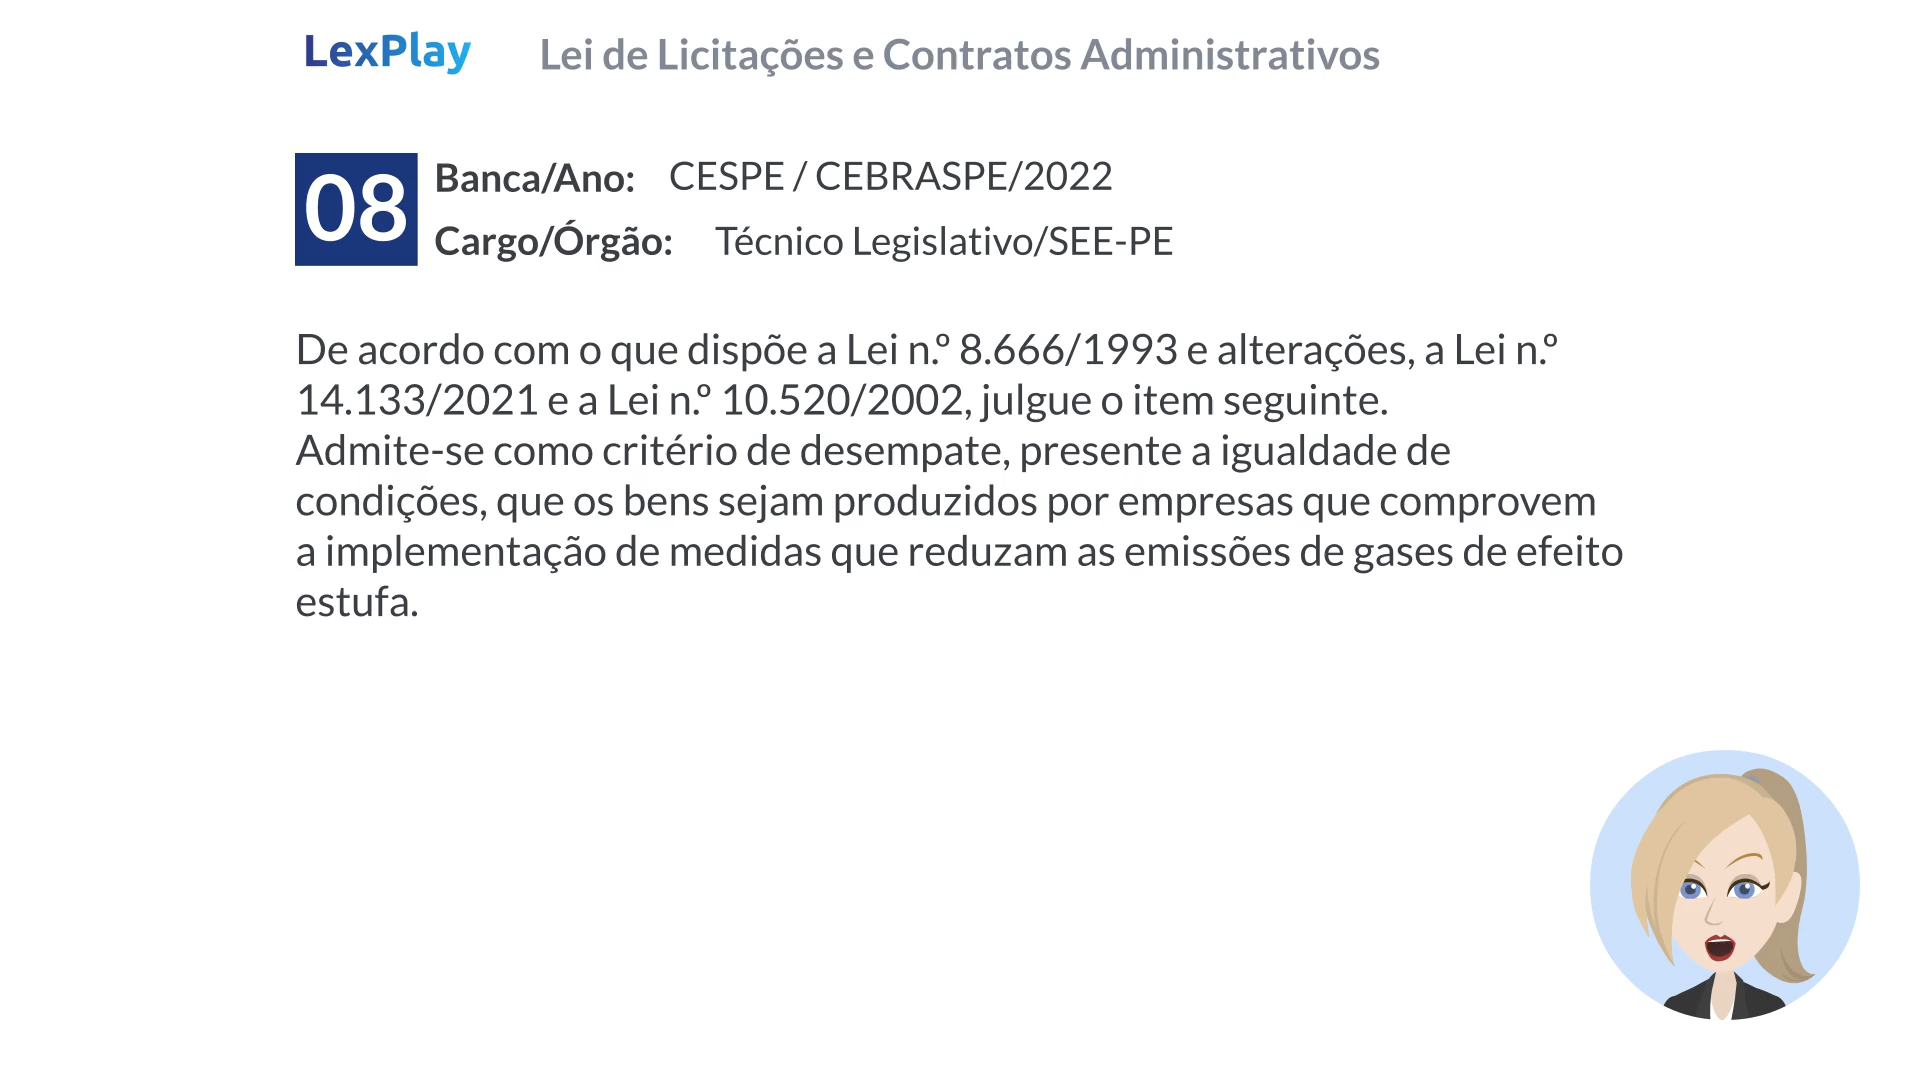 LexPlay Lei de Licitações e Contratos Administrativos
08
Banca/Ano: CESPE / CEBRASPE/2022
Cargo/Órgão: Técnico Legislativo/SEE-PE
De acordo com o que dispõe a Lei n.º 8.666/1993 e alterações, a Lei n.º
14.133/2021 e a Lei n.º 10.520/2002, julgue o item seguinte.
Admite-se como critério de desempate, presente a igualdade de
condições, que os bens sejam produzidos por empresas que comprovem
a implementação de medidas que reduzam as emissões de gases de efeito
estufa.